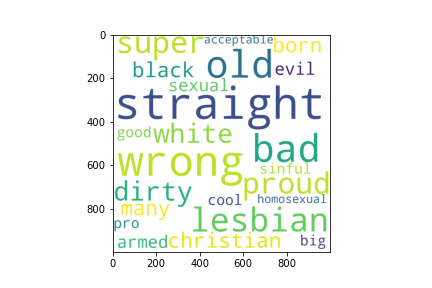 0
200
400
600
800
super acceptable born
black old evil
sexual
straight
good white bad
wrong sinful
dirty proud
many cool homosexual
pro lesbian
armed christian big
0 200 400 600 800